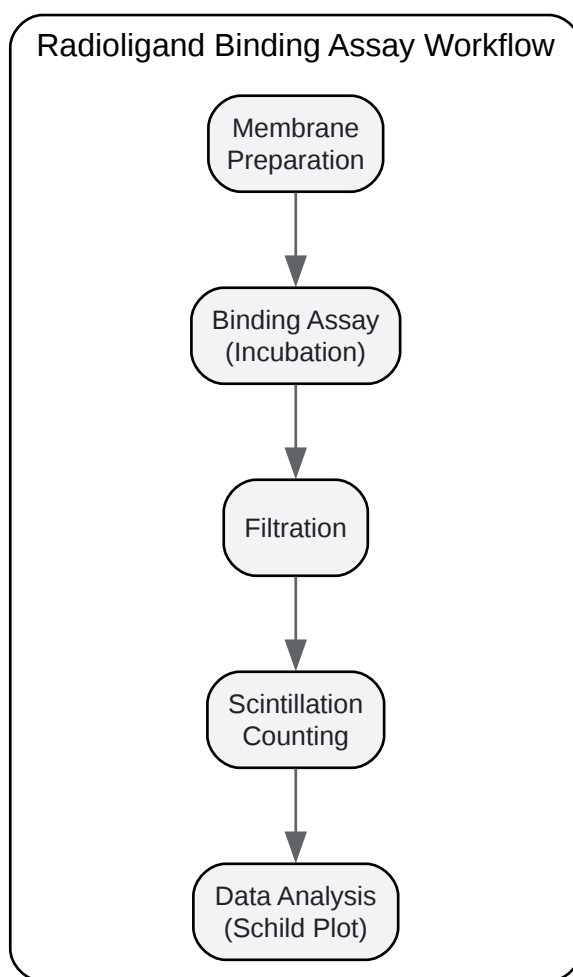 Radioligand Binding Assay Workflow
Membrane
Preparation
Binding Assay
(Incubation)
Filtration
Scintillation
Counting
Data Analysis
(Schild Plot)